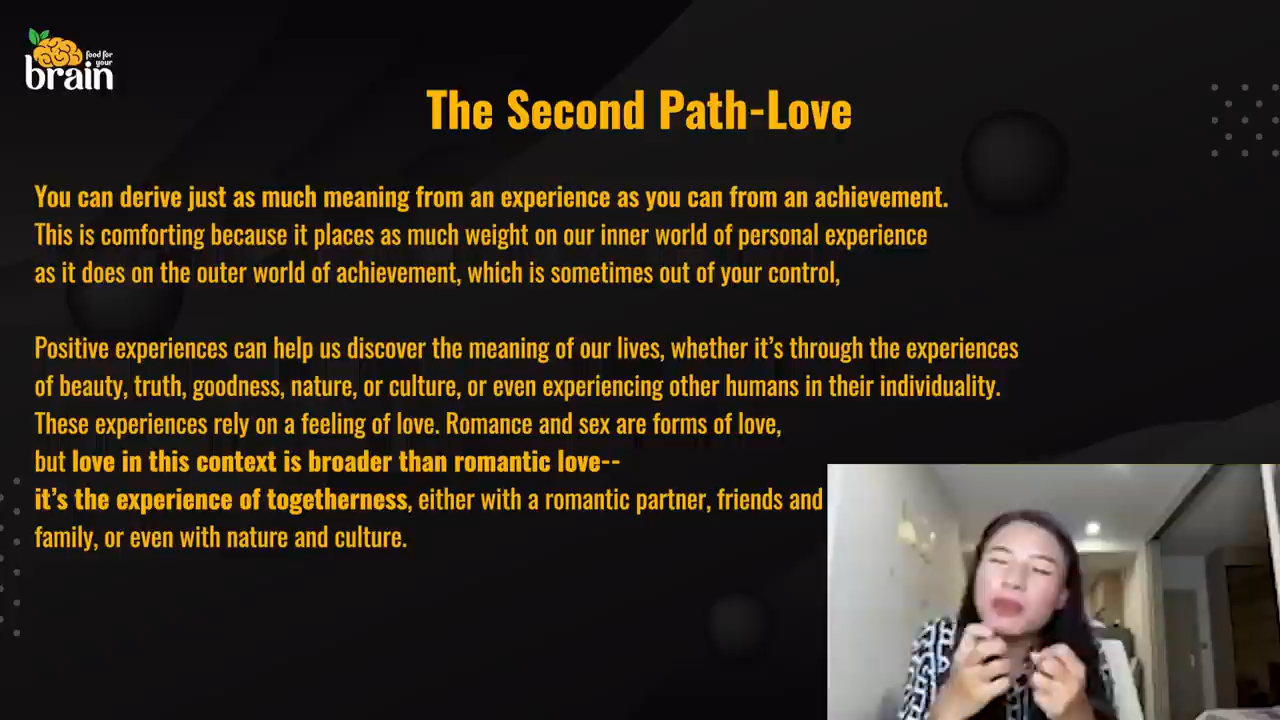 food for
your
brain
The Second Path-Love
You can derive just as much meaning from an experience as you can from an achievement.
This is comforting because it places as much weight on our inner world of personal experience
as it does on the outer world of achievement, which is sometimes out of your control,
Positive experiences can help us discover the meaning of our lives, whether it’s through the experiences
of beauty, truth, goodness, nature, or culture, or even experiencing other humans in their individuality.
These experiences rely on a feeling of love. Romance and sex are forms of love,
but love in this context is broader than romantic love--
it’s the experience of togetherness, either with a romantic partner, friends and
family, or even with nature and culture.